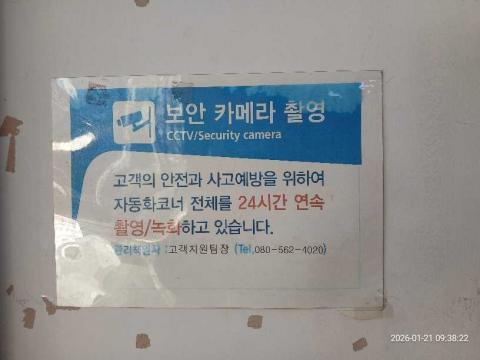 보안 카메라 촬영
CCTV/Security camera
고객의 안전과 사고예방을 위하여
자동화코너 전체를 24시간 연속
촬영/녹화하고 있습니다.
관리책임자 :고객지원팀장 (Tel.080-562-4020)
2026-01-21 09:38:22